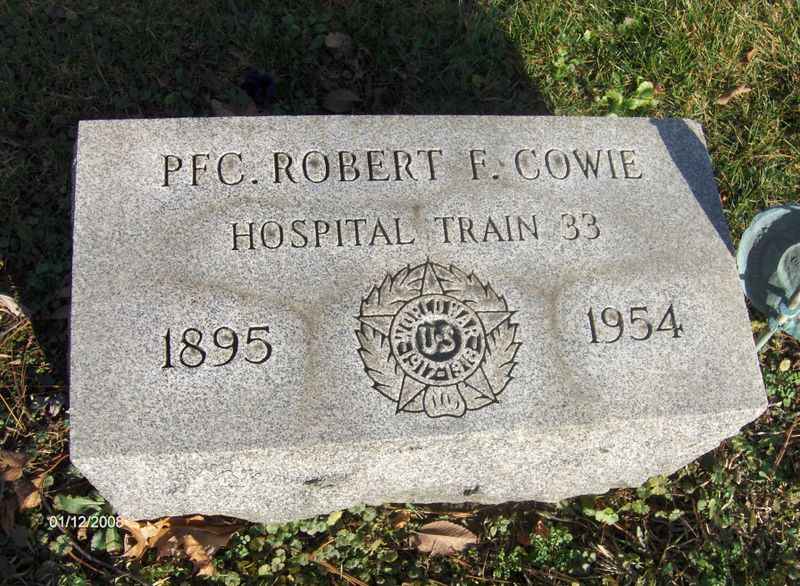 PFC. ROBERT F. COWIE
HOSPITAL TRAIN 33
1895
WORLD WAR
US
1917-1918
1954
01/12/2008